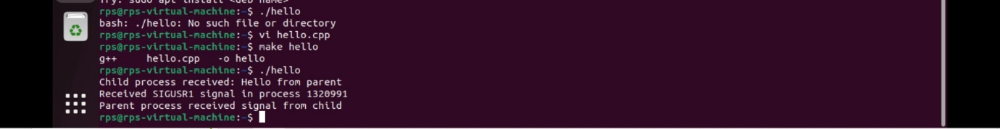 Try: sudo apt install <deb name>
rps@rps-virtual-machine:~$ ./hello
bash: ./hello: No such file or directory
rps@rps-virtual-machine:~$ vi hello.cpp
rps@rps-virtual-machine:~$ make hello
g++     hello.cpp   -o hello
rps@rps-virtual-machine:~$ ./hello
Child process received: Hello from parent
Received SIGUSR1 signal in process 1320991
Parent process received signal from child
rps@rps-virtual-machine:~$